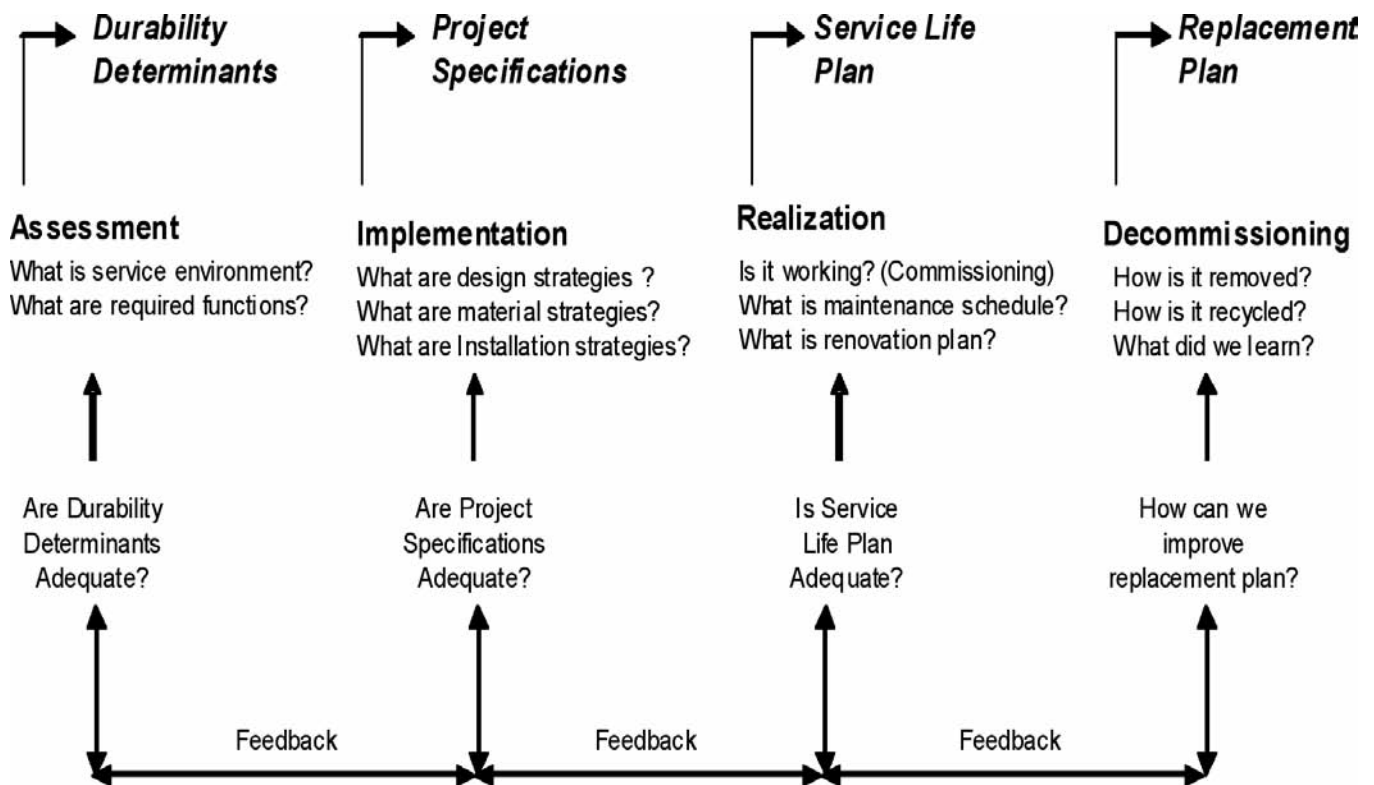 Durability
Determinants
Project
Specifications
Service Life
Plan
Replacement
Plan
Assessment
What is service environment?
What are required functions?
Implementation
What are design strategies ?
What are material strategies?
What are Installation strategies?
Realization
Is it working? (Commissioning)
What is maintenance schedule?
What is renovation plan?
Decommissioning
How is it removed?
How is it recycled?
What did we learn?
Are Durability
Determinants
Adequate?
Are Project
Specifications
Adequate?
Is Service
Life Plan
Adequate?
How can we
improve
replacement plan?
Feedback
Feedback
Feedback